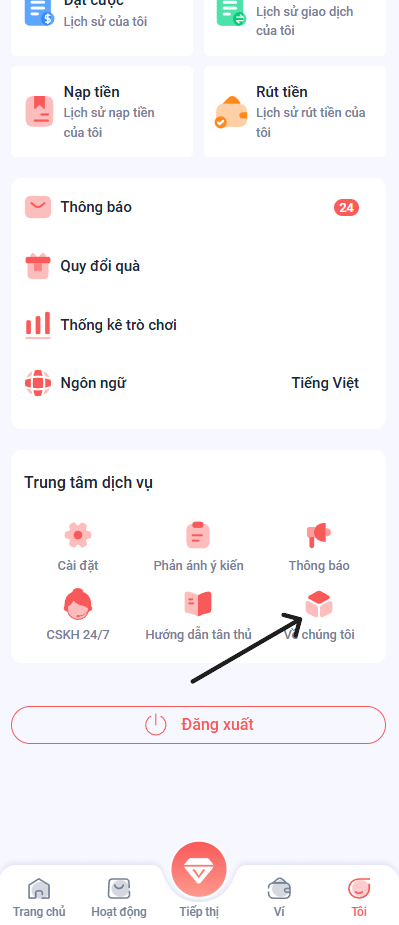 Đặt cược
Lịch sử của tôi
Lịch sử giao dịch
của tôi
Nạp tiền
Lịch sử nạp tiền
của tôi
Rút tiền
Lịch sử rút tiền của
tôi
Thông báo
24
Quy đổi quà
Thống kê trò chơi
Ngôn ngữ
Tiếng Việt
Trung tâm dịch vụ
Cài đặt
Phản ánh ý kiến
Thông báo
CSKH 24/7
Hướng dẫn tân thủ
Về chúng tôi
Đăng xuất
Trang chủ
Hoạt động
Tiếp thị
Ví
Tôi